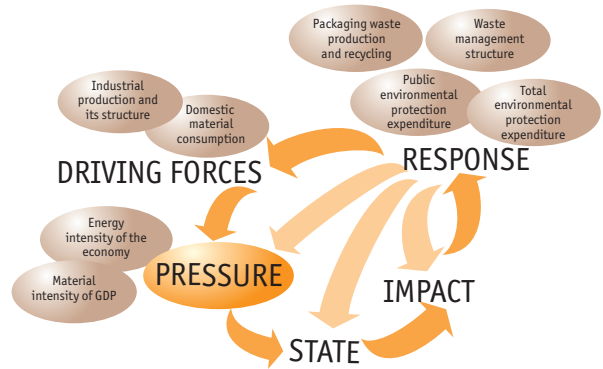 Packaging waste
production
and recycling
Waste
management
structure
Industrial
production and
its structure
Public
environmental
protection
expenditure
Total
environmental
protection
expenditure
Domestic
material
consumption
RESPONSE
DRIVING FORCES
Energy
intensity of the
economy
PRESSURE
Material
intensity of GDP
IMPACT
STATE